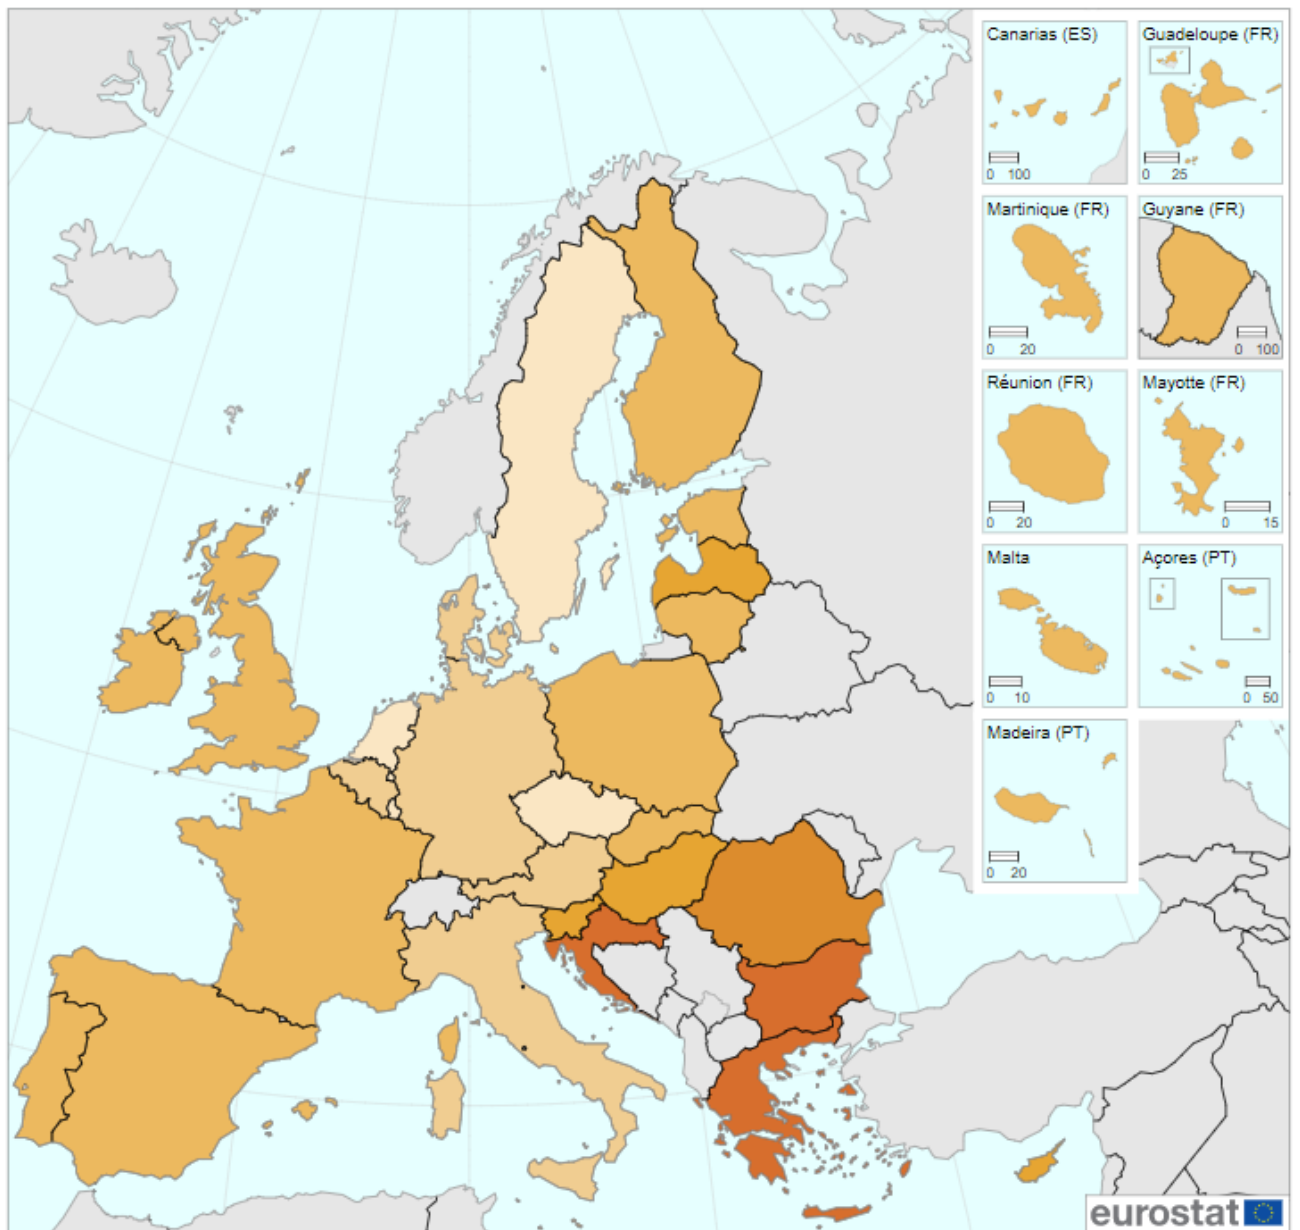 Canarias (ES)
0 100
Guadeloupe (FR)
0 25
Martinique (FR)
0 20
Guyane (FR)
0 100
Réunion (FR)
0 20
Mayotte (FR)
0 15
Malta
0 10
Açores (PT)
0 50
Madeira (PT)
0 20
eurostat